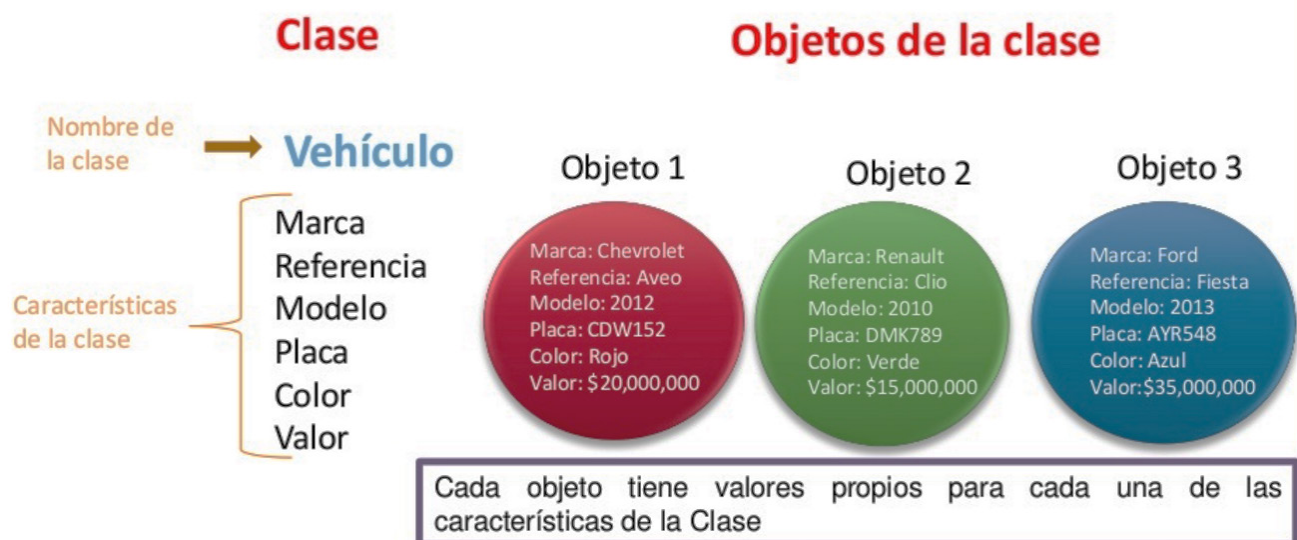 Clase
Objetos de la clase
Nombre de
la clase
Vehículo
Características
de la clase
Marca
Referencia
Modelo
Placa
Color
Valor
Objeto 1
Marca: Chevrolet
Referencia: Aveo
Modelo: 2012
Placa: CDW152
Color: Rojo
Valor: $20,000,000
Objeto 2
Marca: Renault
Referencia: Clio
Modelo: 2010
Placa: DMK789
Color: Verde
Valor: $15,000,000
Objeto 3
Marca: Ford
Referencia: Fiesta
Modelo: 2013
Placa: AYR548
Color: Azul
Valor:$35,000,000
Cada objeto tiene valores propios para cada una de las
características de la Clase